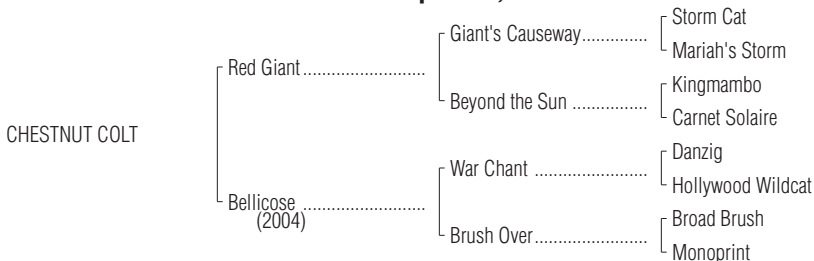 Storm Cat
Giant's Causeway..............
Mariah's Storm
Red Giant..........................
Kingmambo
Beyond the Sun ................
Carnet Solaire
CHESTNUT COLT
Danzig
War Chant ........................
Hollywood Wildcat
Bellicose ..........................
(2004)
Broad Brush
Brush Over........................
Monoprint